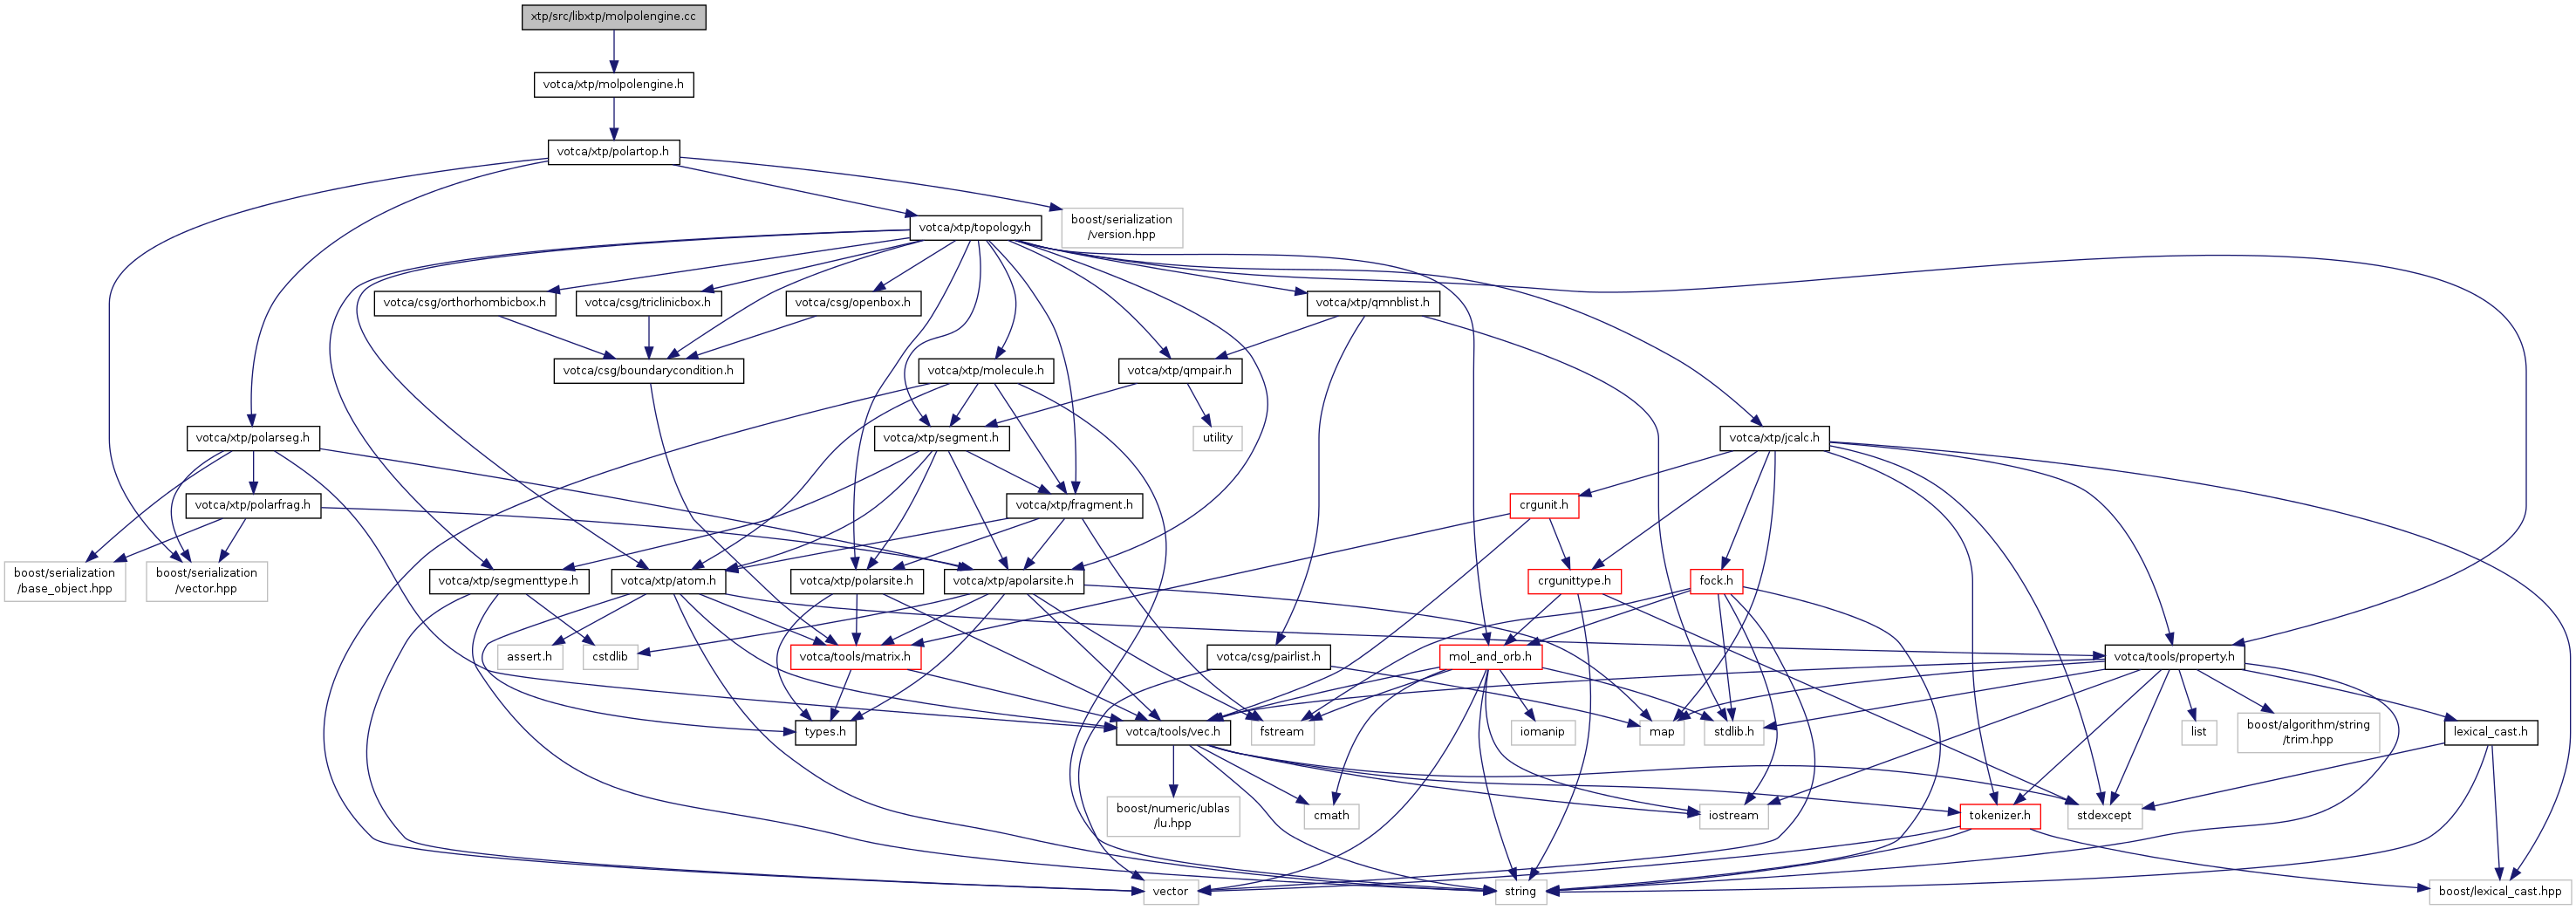 xtp/src/libxtp/molpolengine.cc
votca/xtp/molpolengine.h
votca/xtp/polartop.h
boost/serialization
/version.hpp
votca/xtp/topology.h
votca/csg/orthorhombicbox.h
votca/csg/triclinicbox.h
votca/csg/openbox.h
votca/xtp/qmnblist.h
votca/csg/boundarycondition.h
votca/xtp/molecule.h
votca/xtp/qmpair.h
votca/xtp/polarseg.h
votca/xtp/segment.h
utility
votca/xtp/jcalc.h
votca/xtp/polarfrag.h
votca/xtp/fragment.h
crgunit.h
boost/serialization
/base_object.hpp
boost/serialization
/vector.hpp
votca/xtp/segmenttype.h
votca/xtp/atom.h
votca/xtp/polarsite.h
votca/xtp/apolarsite.h
crgunittype.h
fock.h
assert.h
cstdlib
votca/tools/matrix.h
votca/csg/pairlist.h
mol_and_orb.h
votca/tools/property.h
types.h
votca/tools/vec.h
fstream
iomanip
map
stdlib.h
list
boost/algorithm/string
/trim.hpp
lexical_cast.h
boost/numeric/ublas
/lu.hpp
cmath
iostream
tokenizer.h
stdexcept
vector
string
boost/lexical_cast.hpp